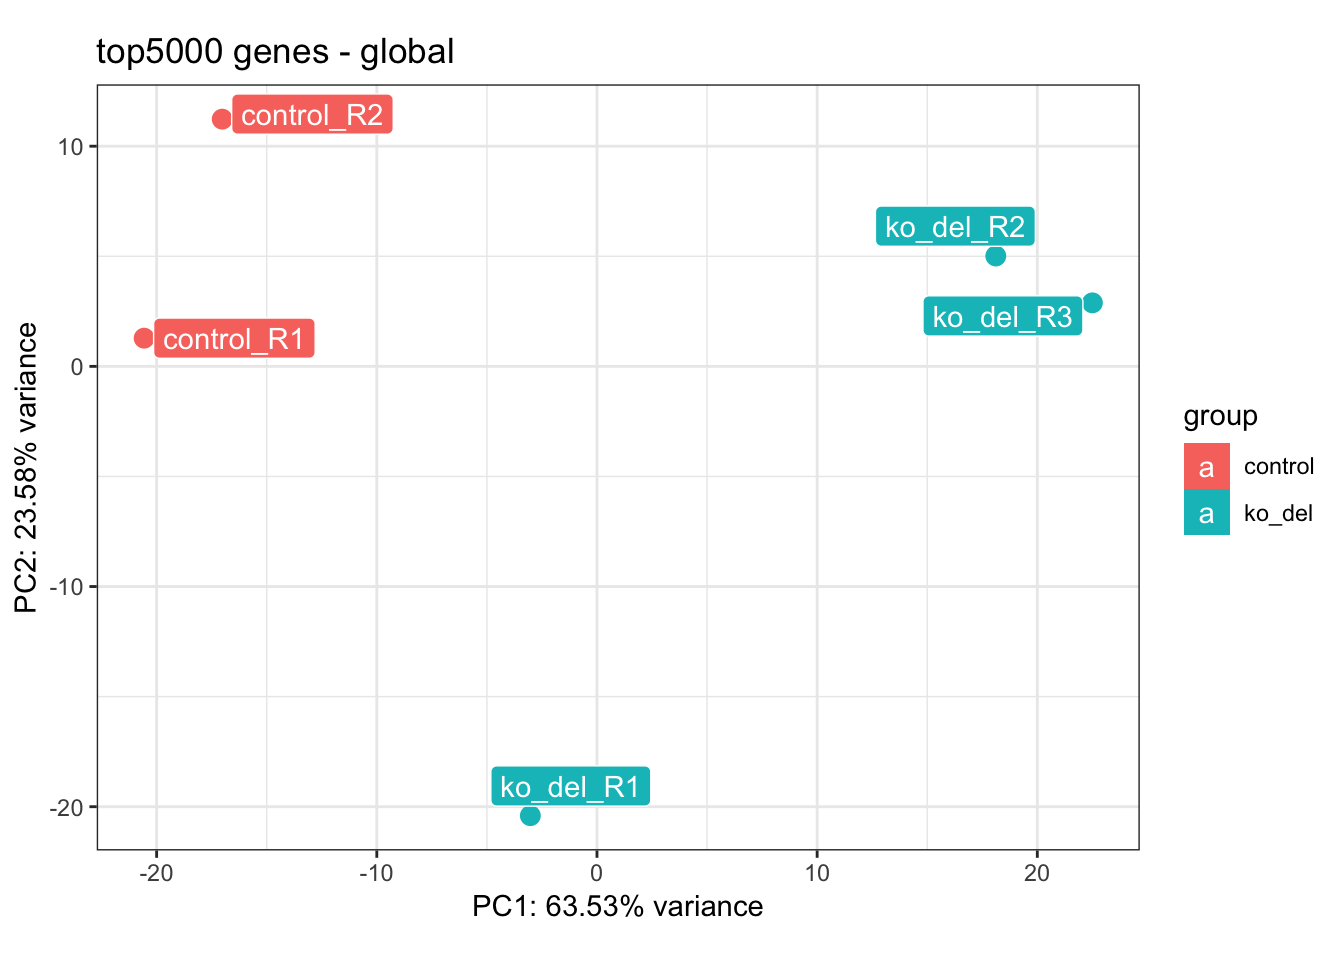 top5000 genes - global
control_R2
10
ko_del_R2
ko_del_R3
control_R1
0
PC2: 23.58% variance
group
a control
a ko_del
-10
ko_del_R1
-20
-20 -10 0 10 20
PC1: 63.53% variance